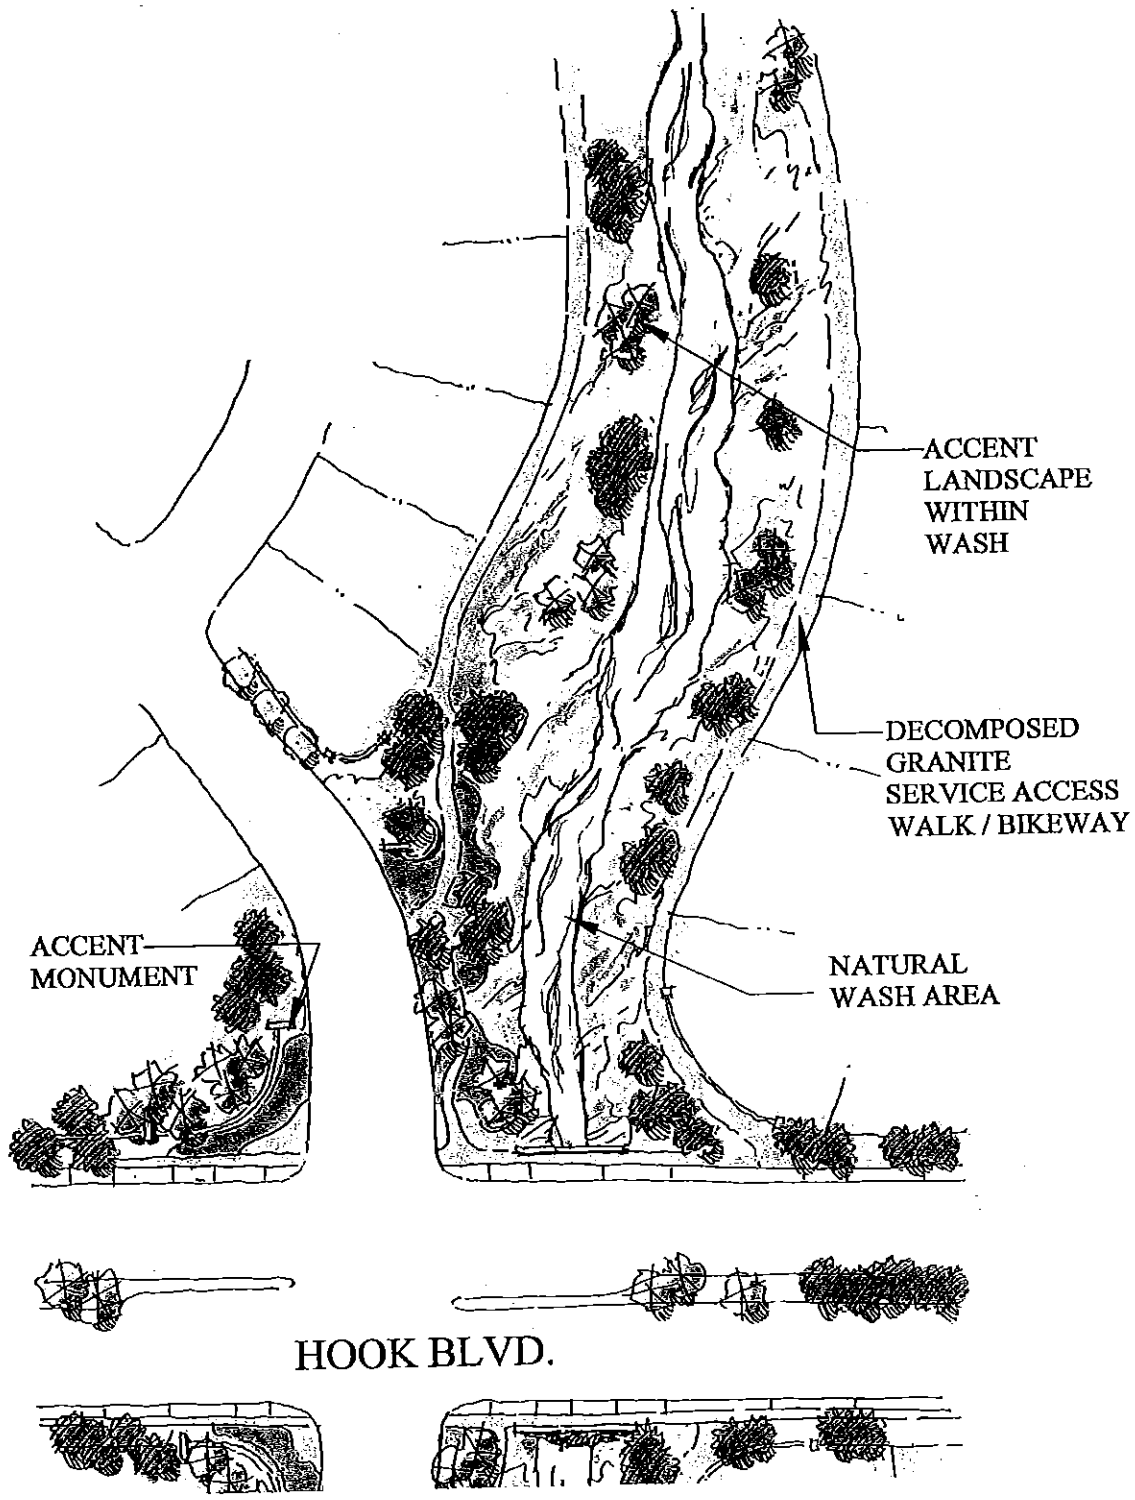 ACCENT
LANDSCAPE
WITHIN
WASH
DECOMPOSED
GRANITE
SERVICE ACCESS
WALK / BIKEWAY
ACCENT
MONUMENT
NATURAL
WASH AREA
HOOK BLVD.